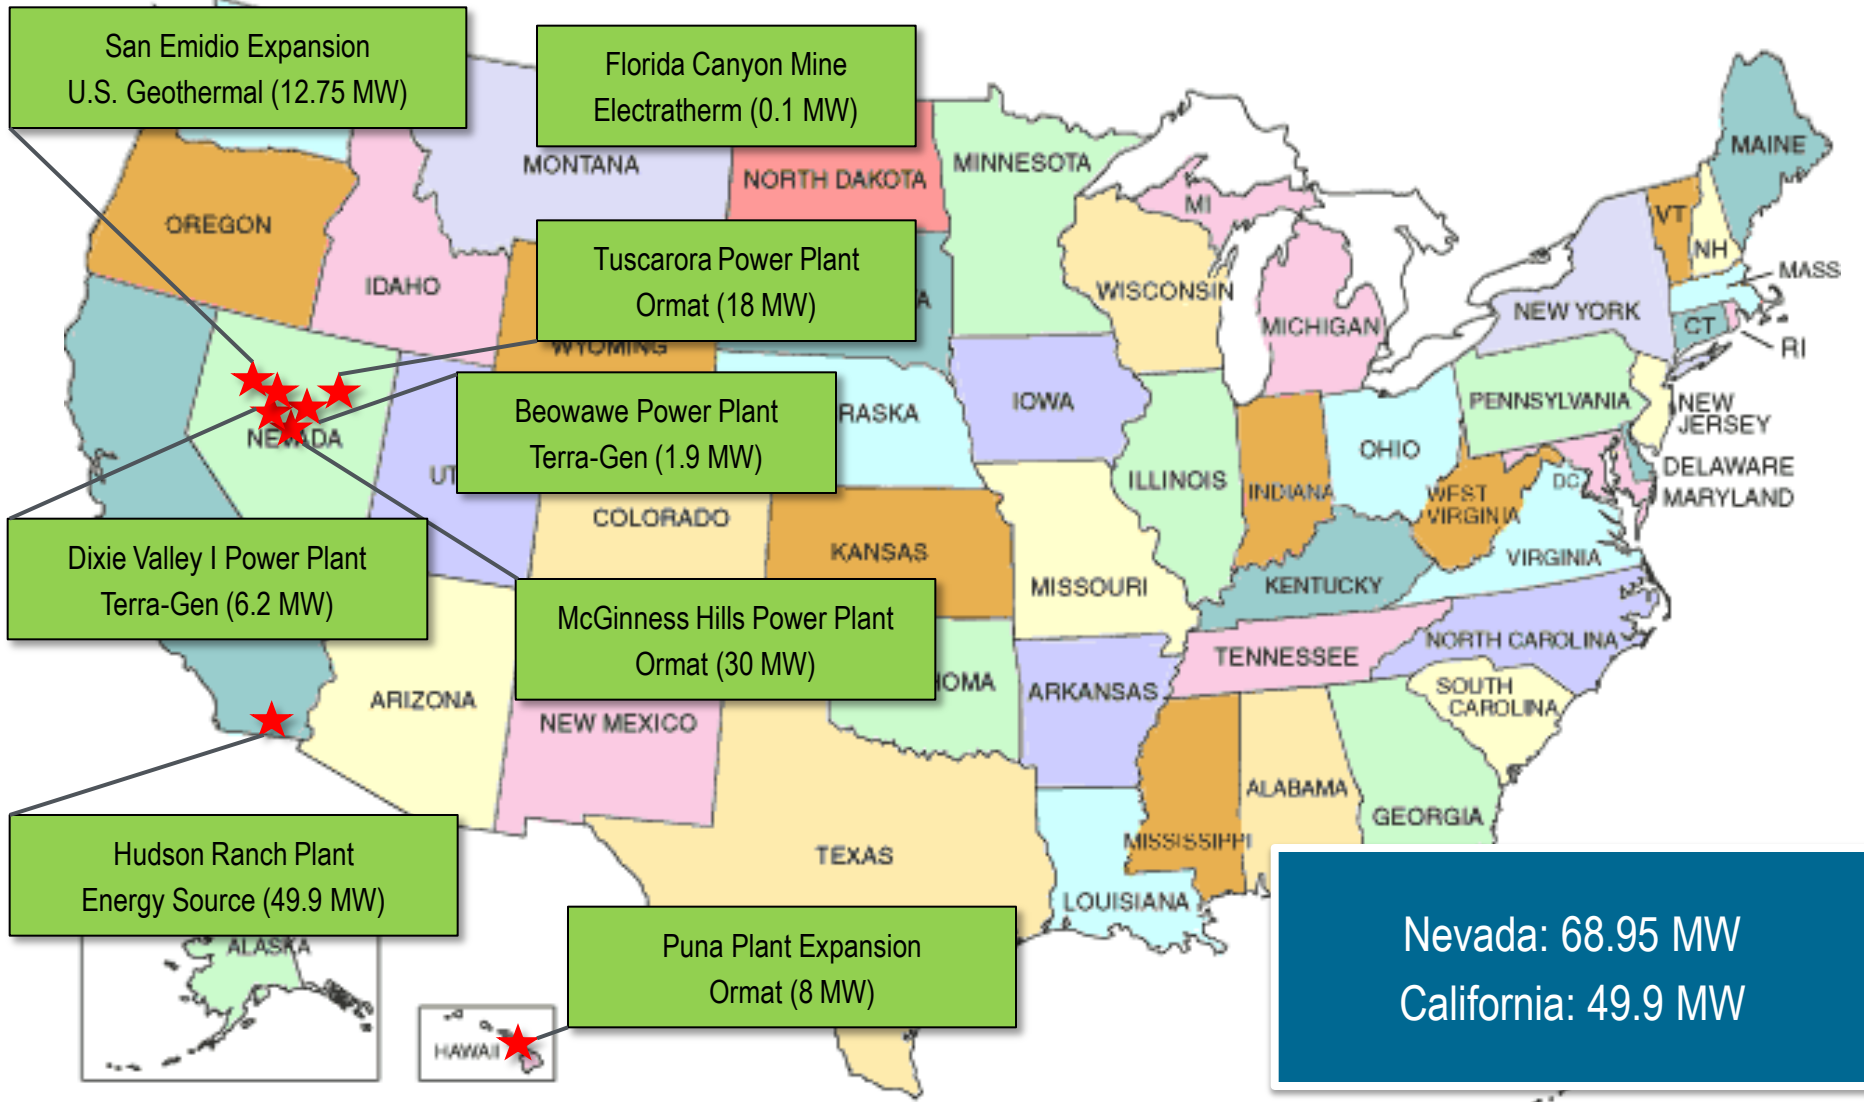 San Emidio Expansion
U.S. Geothermal (12.75 MW)
Florida Canyon Mine
Electratherm (0.1 MW)
MONTANA
NORTH DAKOTA
MINNESOTA
MAINE
OREGON
IDAHO
MI
VT
NH
MASS
Tuscarora Power Plant
Ormat (18 MW)
A
WISCONSIN
MICHIGAN
NEW YORK
CT
RI
WYOMING
Beowawe Power Plant
Terra-Gen (1.9 MW)
RASKA
IOWA
PENNSYLVANIA
NEW
JERSEY
NEVADA
UT
ILLINOIS
INDIANA
OHIO
WEST
VIRGINIA
DC
DELAWARE
MARYLAND
COLORADO
KANSAS
MISSOURI
KENTUCKY
VIRGINIA
Dixie Valley I Power Plant
Terra-Gen (6.2 MW)
McGinness Hills Power Plant
Ormat (30 MW)
TENNESSEE
NORTH CAROLINA
ARIZONA
NEW MEXICO
HOMA
ARKANSAS
SOUTH
CAROLINA
Hudson Ranch Plant
Energy Source (49.9 MW)
TEXAS
MISSISSIPPI
ALABAMA
GEORGIA
LOUISIANA
ALASKA
Puna Plant Expansion
Ormat (8 MW)
HAWAII
Nevada: 68.95 MW
California: 49.9 MW